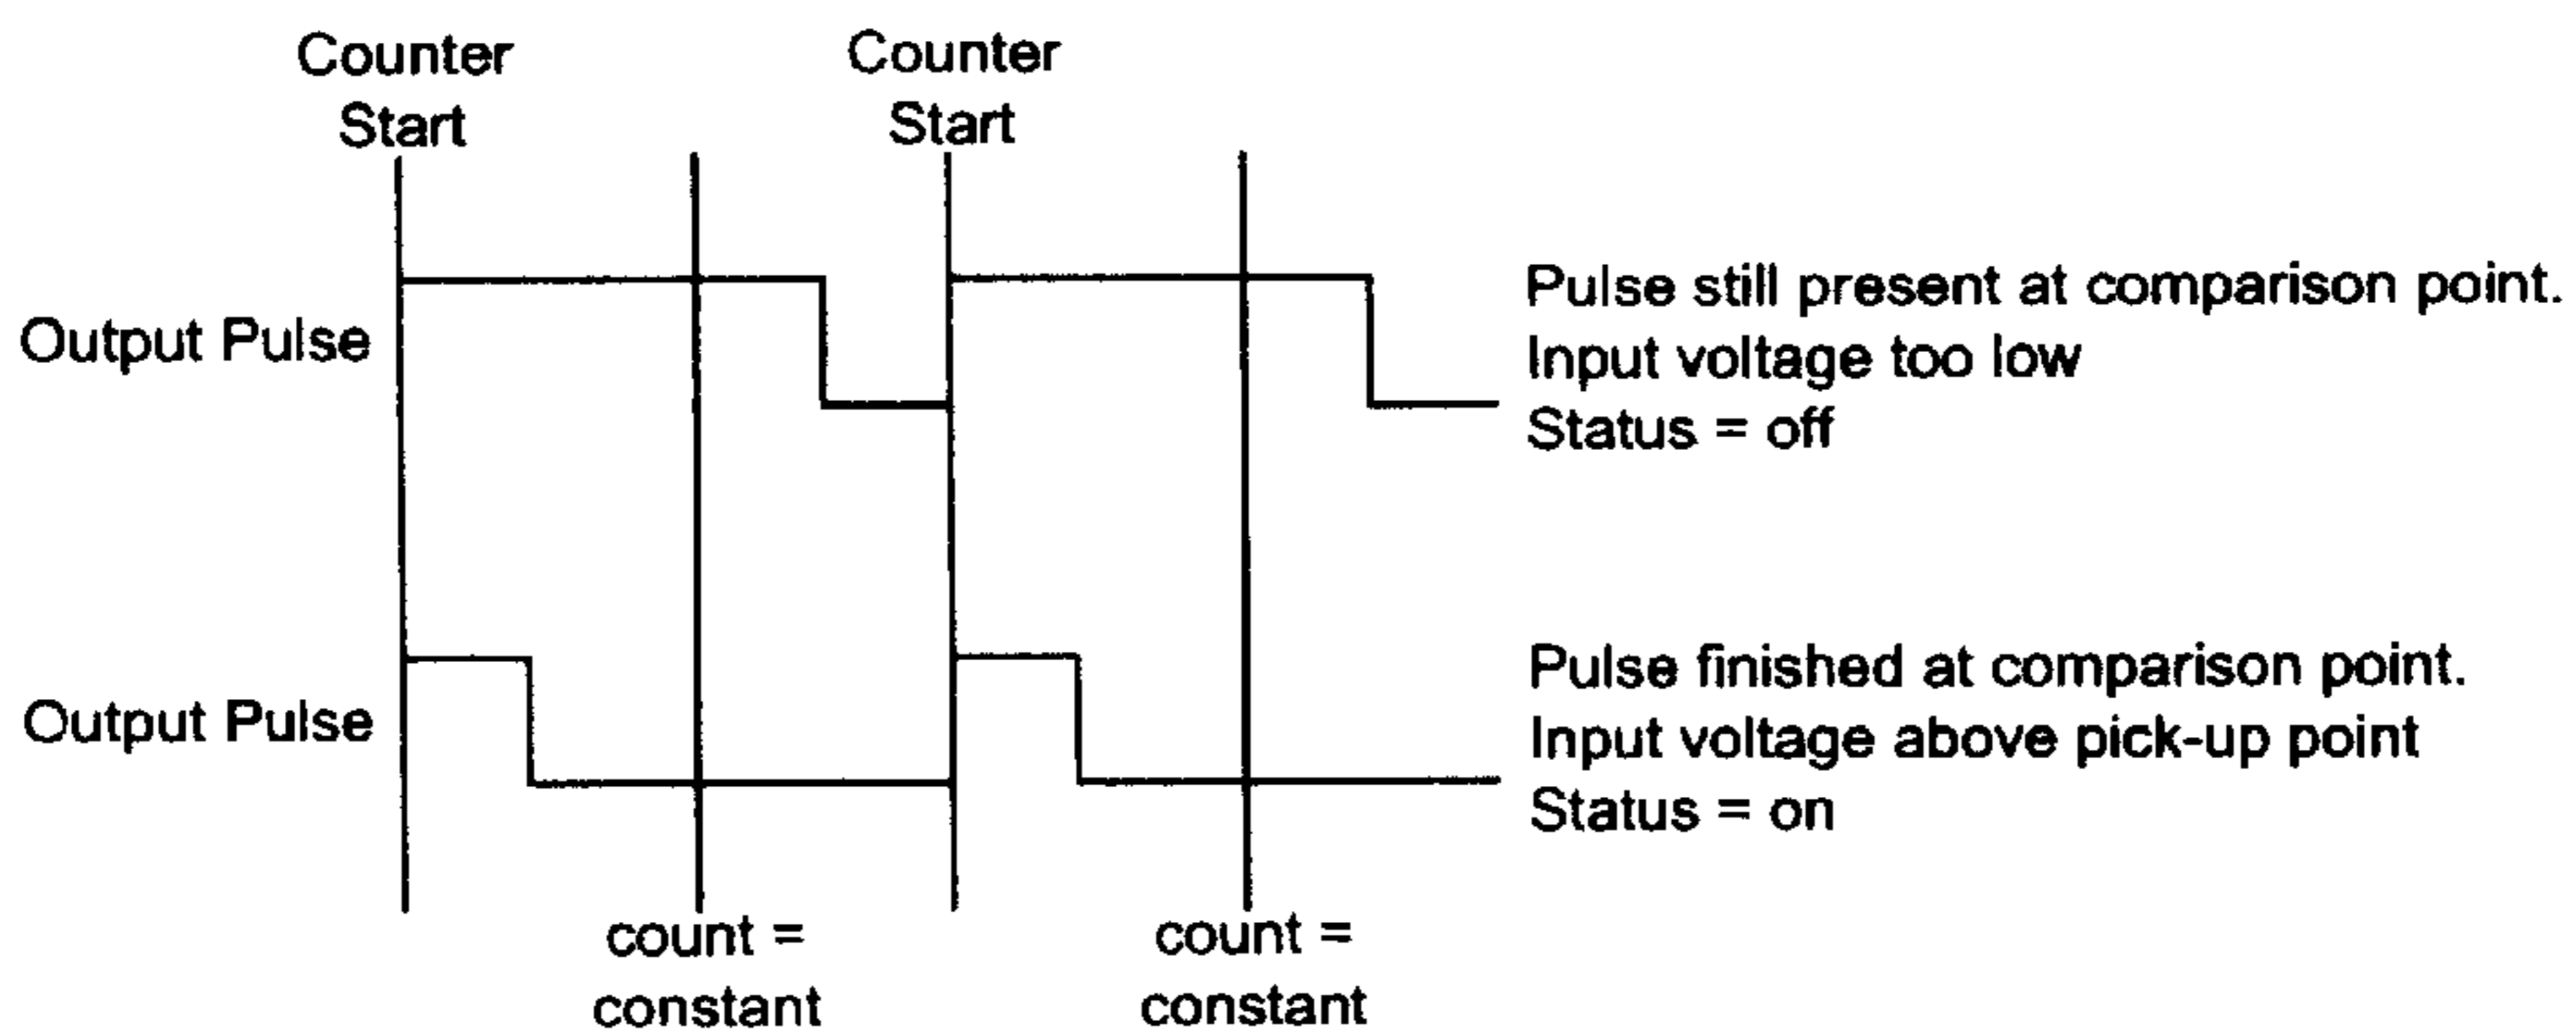 Counter
Start
Counter
Start
Output Pulse
Pulse still present at comparison point.
Input voltage too low
Status = off
Output Pulse
Pulse finished at comparison point.
Input voltage above pick-up point
Status = on
count =
constant
count =
constant